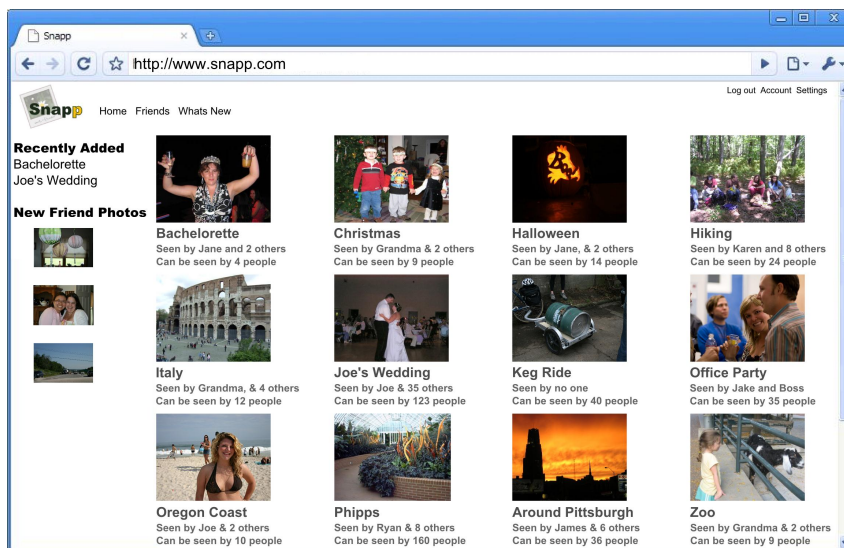 Snapp
http://www.snapp.com
Log out Account Settings
Snapp
Home Friends Whats New
Recently Added
Bachelorette
Joe's Wedding
New Friend Photos
Bachelorette
Seen by Jane and 2 others
Can be seen by 4 people
Christmas
Seen by Grandma & 2 others
Can be seen by 9 people
Halloween
Seen by Jane, & 2 others
Can be seen by 14 people
Hiking
Seen by Karen and 8 others
Can be seen by 24 people
Italy
Seen by Grandma, & 4 others
Can be seen by 12 people
Joe's Wedding
Seen by Joe & 35 others
Can be seen by 123 people
Keg Ride
Seen by no one
Can be seen by 40 people
Office Party
Seen by Jake and Boss
Can be seen by 35 people
Oregon Coast
Seen by Joe & 2 others
Can be seen by 10 people
Phipps
Seen by Ryan & 8 others
Can be seen by 160 people
Around Pittsburgh
Seen by James & 6 others
Can be seen by 36 people
Zoo
Seen by Grandma & 2 others
Can be seen by 9 people